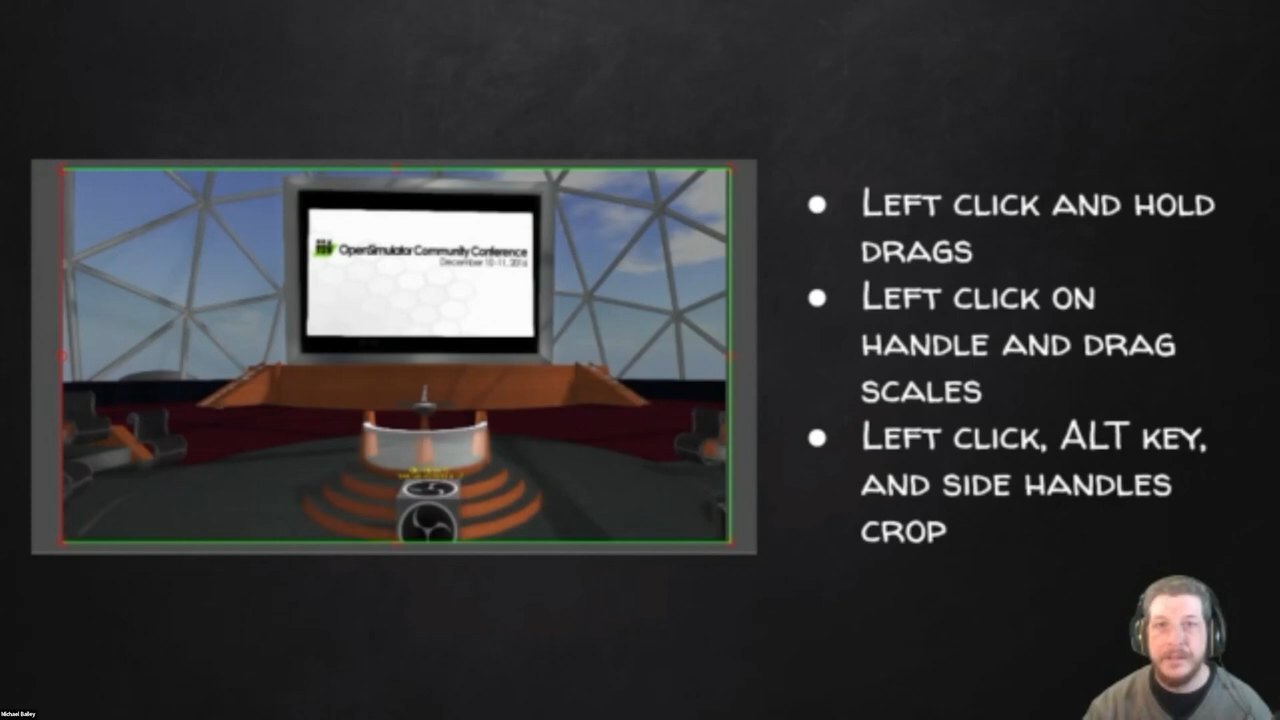 OpenSimulator Community Conference
December 10-11, 2016
● LEFT CLICK AND HOLD
DRAGS
● LEFT CLICK ON
HANDLE AND DRAG
SCALES
● LEFT CLICK, ALT KEY,
AND SIDE HANDLES
CROP
Michael Bailey